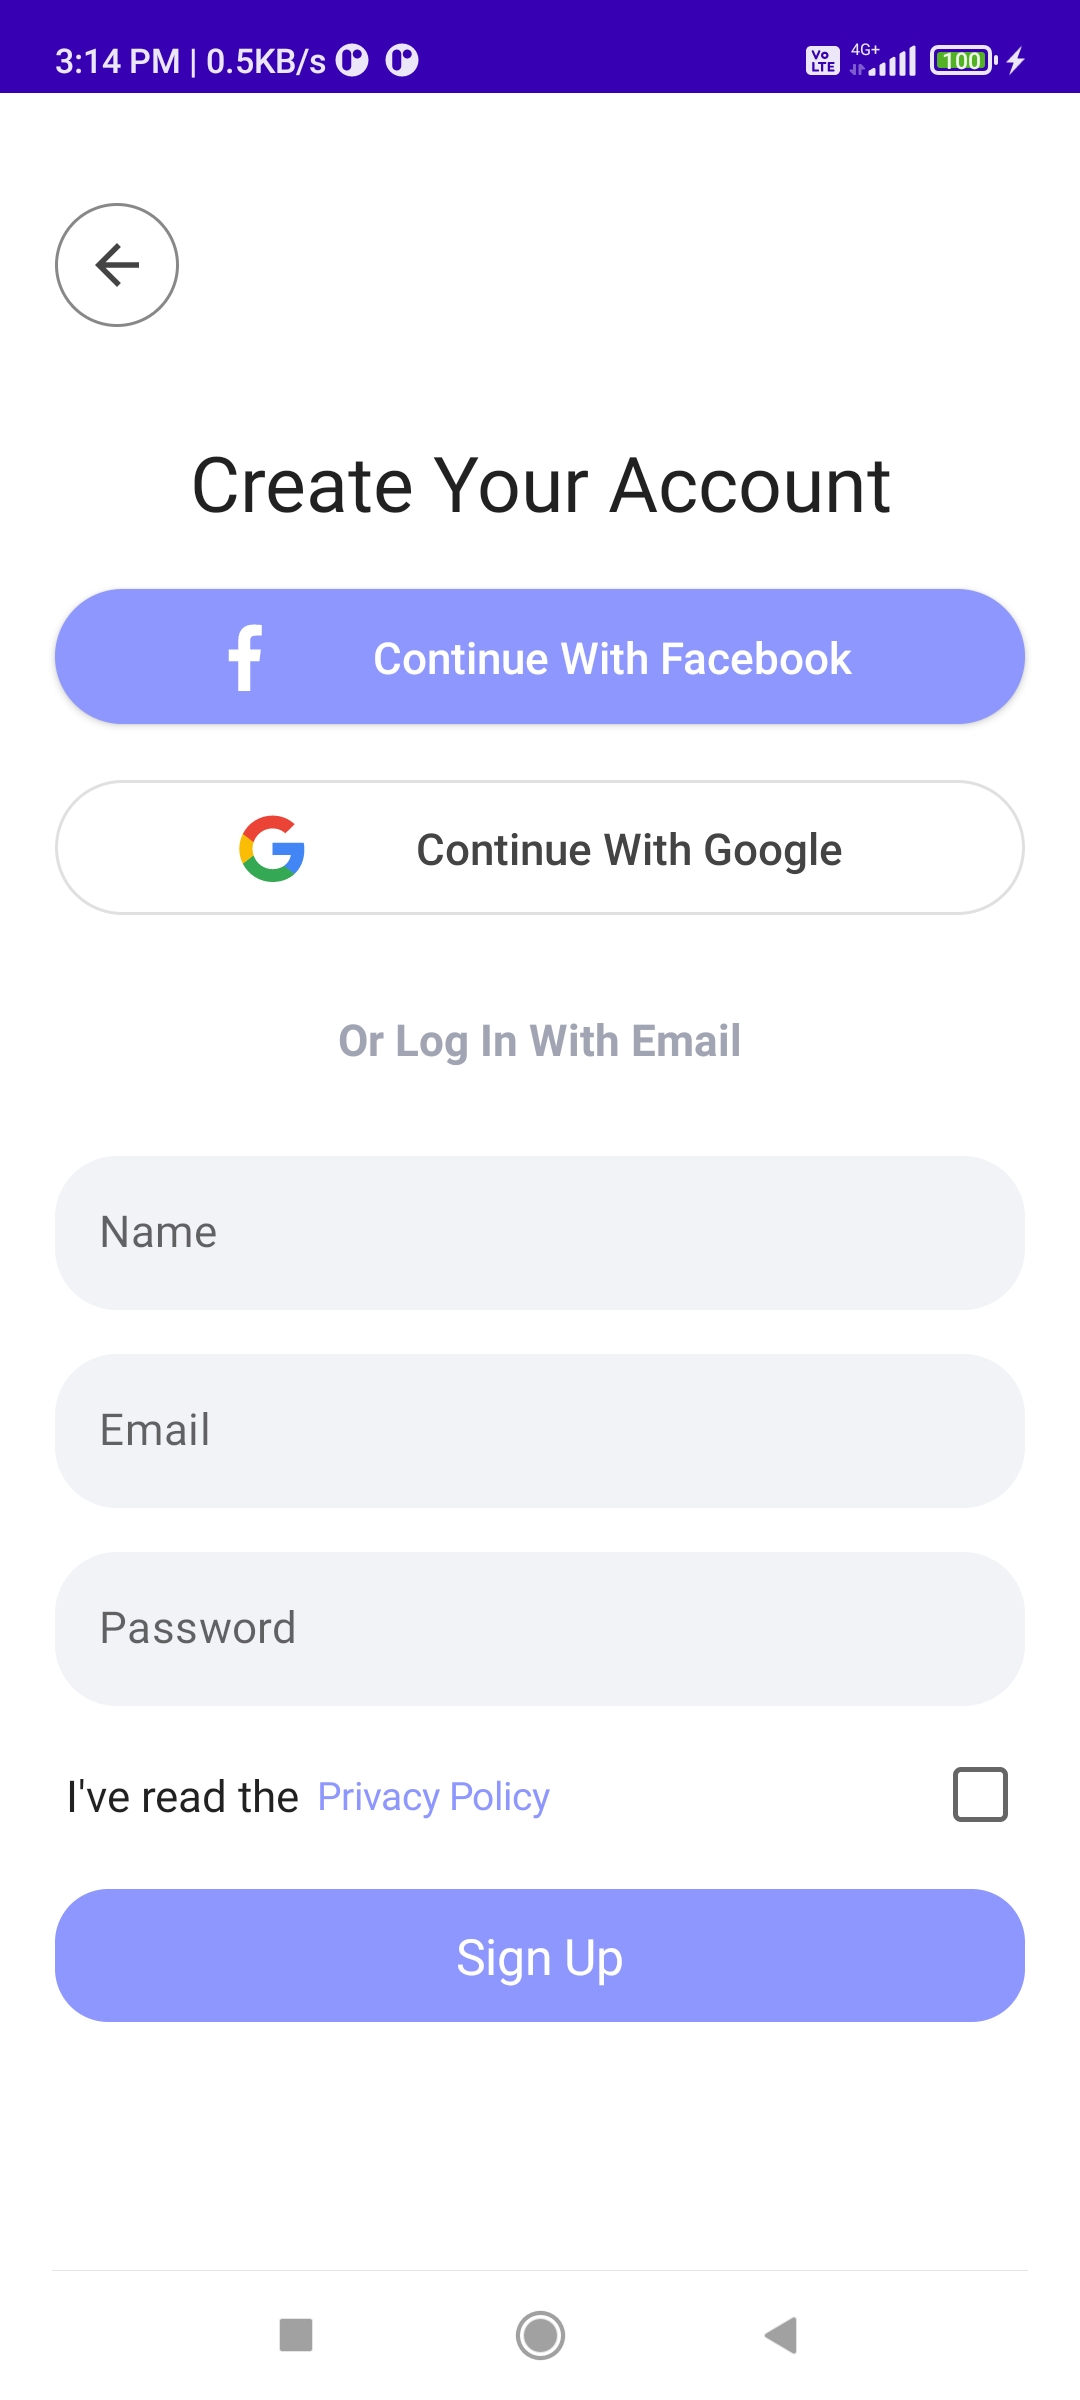 3:14 PM | 0.5KB/s
Vo LTE 4G+ 100
Create Your Account
Continue With Facebook
Continue With Google
Or Log In With Email
Name
Email
Password
I've read the Privacy Policy
Sign Up